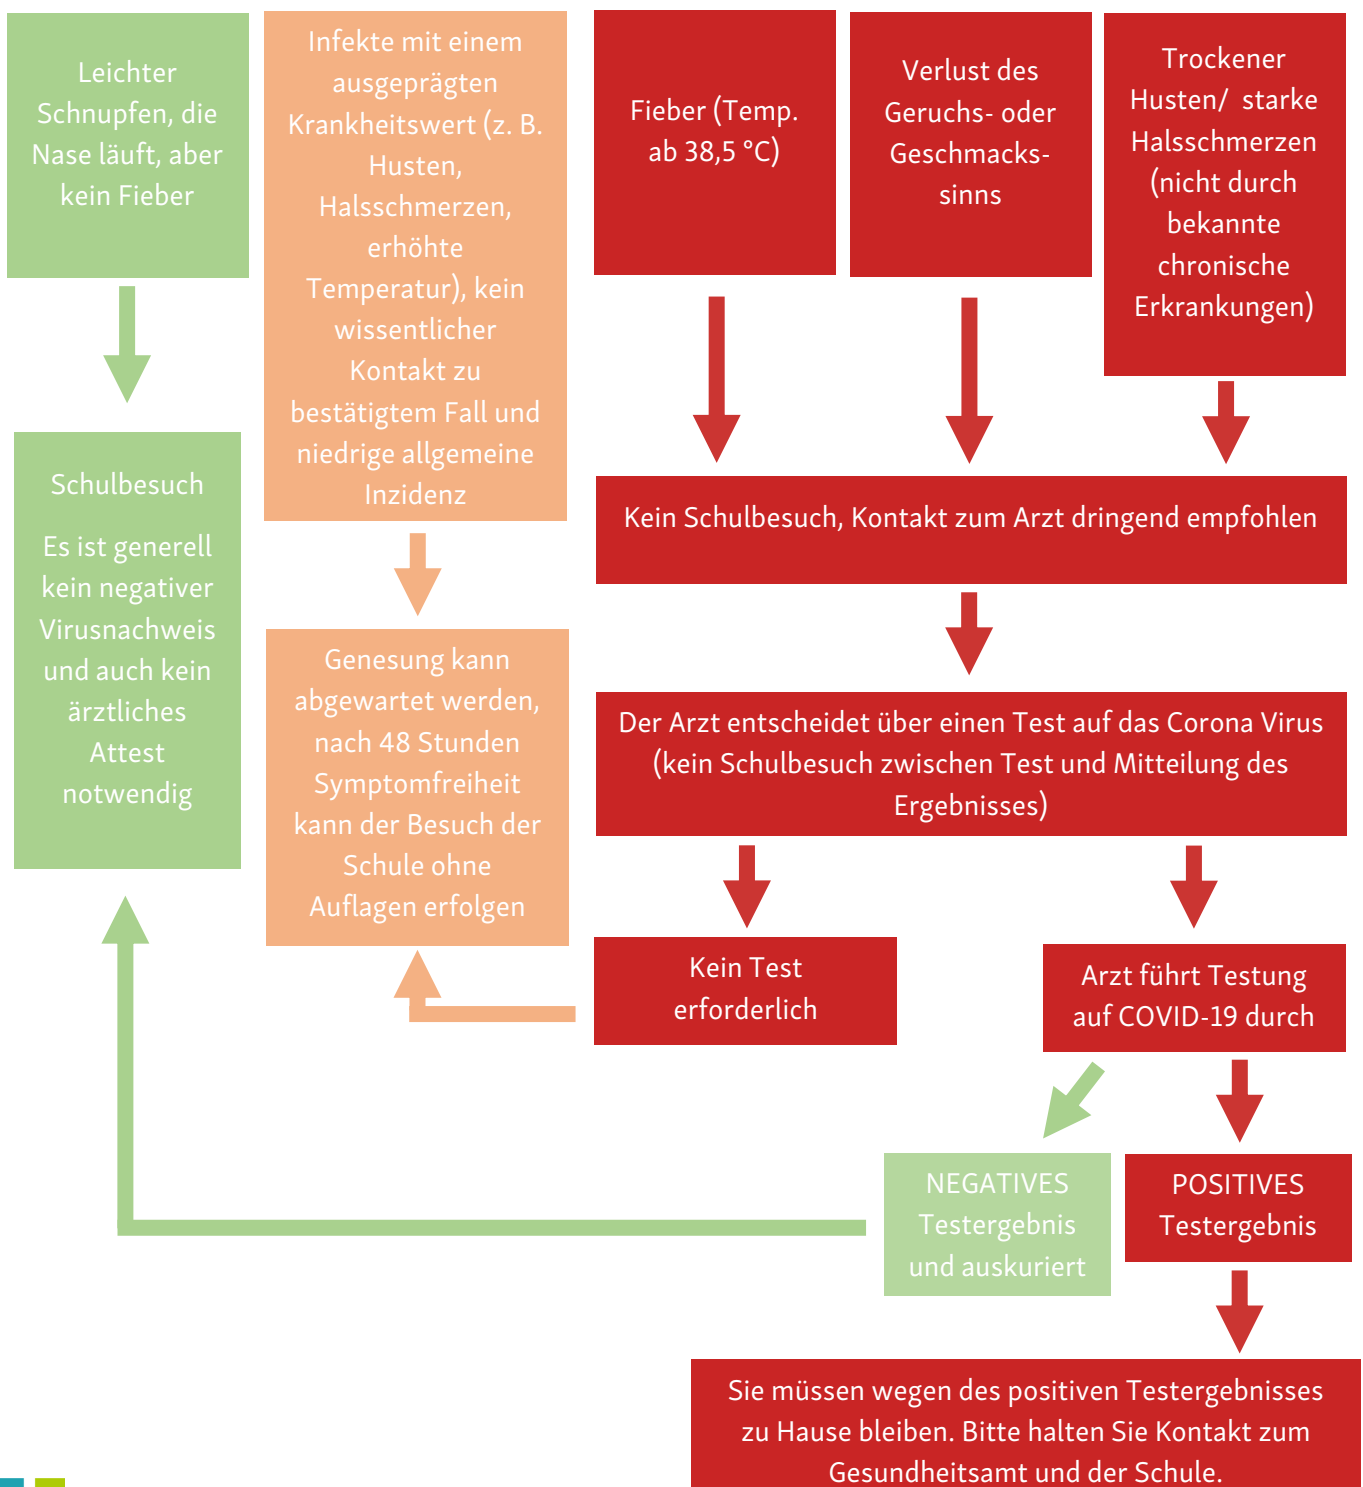 Leichter
Schnupfen, die
Nase läuft, aber
kein Fieber
Infekte mit einem
ausgeprägten
Krankheitswert (z. B.
Husten,
Halsschmerzen,
erhöhte
Temperatur), kein
wissentlicher
Kontakt zu
bestätigtem Fall und
niedrige allgemeine
Inzidenz
Fieber (Temp.
ab 38,5 °C)
Verlust des
Geruchs- oder
Geschmacks-
sinns
Trockener
Husten/ starke
Halsschmerzen
(nicht durch
bekannte
chronische
Erkrankungen)
Schulbesuch
Es ist generell
kein negativer
Virusnachweis
und auch kein
ärztliches
Attest
notwendig
Genesung kann
abgewartet werden,
nach 48 Stunden
Symptomfreiheit
kann der Besuch der
Schule ohne
Auflagen erfolgen
Kein Schulbesuch, Kontakt zum Arzt dringend empfohlen
Der Arzt entscheidet über einen Test auf das Corona Virus
(kein Schulbesuch zwischen Test und Mitteilung des
Ergebnisses)
Kein Test
erforderlich
Arzt führt Testung
auf COVID-19 durch
NEGATIVES
Testergebnis
und auskuriert
POSITIVES
Testergebnis
Sie müssen wegen des positiven Testergebnisses
zu Hause bleiben. Bitte halten Sie Kontakt zum
Gesundheitsamt und der Schule.